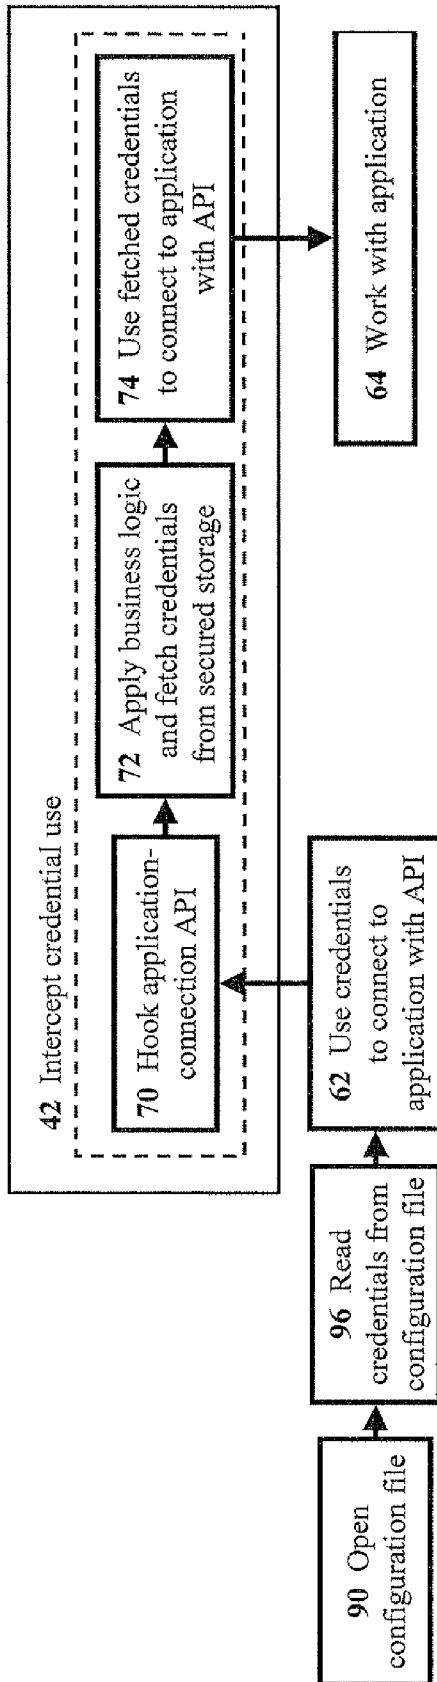 42 Intercept credential use
70 Hook application-
connection API
72 Apply business logic
and fetch credentials
from secured storage
74 Use fetched credentials
to connect to application
with API
90 Open
configuration file
96 Read
credentials from
configuration file
62 Use credentials
to connect to
application with API
64 Work with application